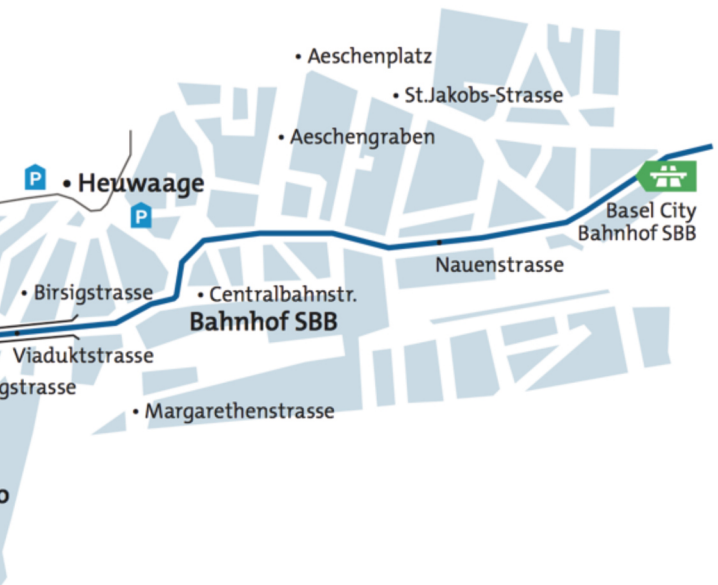 • Aeschenplatz
• St.Jakobs-Strasse
• Aeschengraben
P
• Heuwaage
P
Basel City
Bahnhof SBB
Nauenstrasse
• Birsigstrasse
• Centralbahnstr.
Bahnhof SBB
Viaduktstrasse
gstrasse
• Margarethenstrasse
o